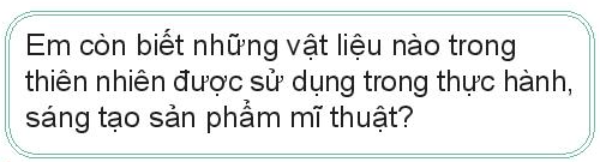 Em còn biết những vật liệu nào trong
thiên nhiên được sử dụng trong thực hành,
sáng tạo sản phẩm mĩ thuật?